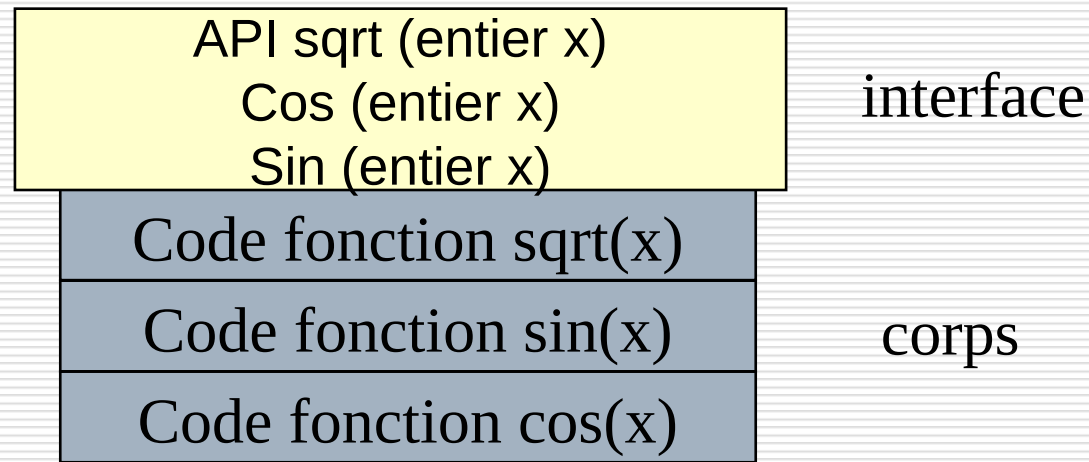 API sqrt (entier x)
Cos (entier x)
Sin (entier x)
interface
Code fonction sqrt(x)
Code fonction sin(x)
corps
Code fonction cos(x)